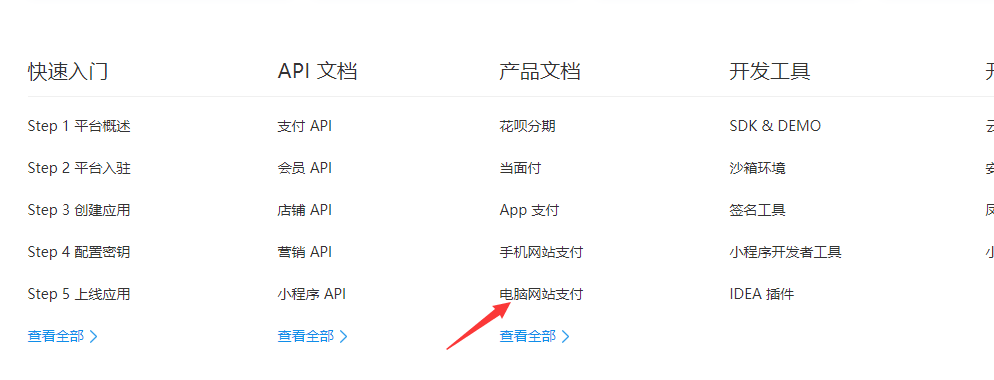 快速入门
API 文档
产品文档
开发工具
Step 1 平台概述
支付 API
花呗分期
SDK & DEMO
Step 2 平台入驻
会员 API
当面付
沙箱环境
Step 3 创建应用
店铺 API
App 支付
签名工具
Step 4 配置密钥
营销 API
手机网站支付
小程序开发者工具
Step 5 上线应用
小程序 API
电脑网站支付
IDEA 插件
查看全部
查看全部
查看全部